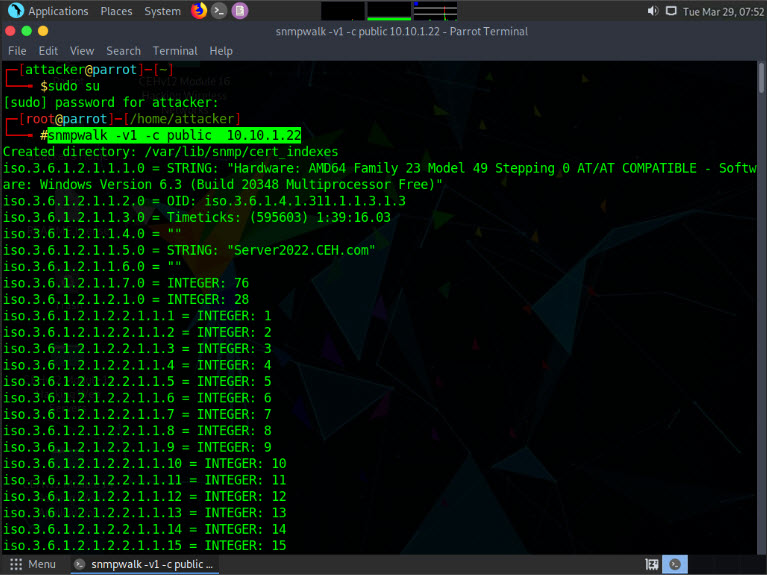 Applications Places System Tue Mar 29, 07:52
snmpwalk -v1 -c public 10.10.1.22 - Parrot Terminal
File Edit View Search Terminal Help
┌─[attacker@parrot]─[~]
└──╼ $sudo su
[sudo] password for attacker:
┌─[root@parrot]─[/home/attacker]
└──╼ #snmpwalk -v1 -c public  10.10.1.22
Created directory: /var/lib/snmp/cert_indexes
iso.3.6.1.2.1.1.1.0 = STRING: "Hardware: AMD64 Family 23 Model 49 Stepping 0 AT/AT COMPATIBLE - Softw
are: Windows Version 6.3 (Build 20348 Multiprocessor Free)"
iso.3.6.1.2.1.1.2.0 = OID: iso.3.6.1.4.1.311.1.1.3.1.3
iso.3.6.1.2.1.1.3.0 = Timeticks: (595603) 1:39:16.03
iso.3.6.1.2.1.1.4.0 = ""
iso.3.6.1.2.1.1.5.0 = STRING: "Server2022.CEH.com"
iso.3.6.1.2.1.1.6.0 = ""
iso.3.6.1.2.1.1.7.0 = INTEGER: 76
iso.3.6.1.2.1.2.1.0 = INTEGER: 28
iso.3.6.1.2.1.2.2.1.1.1 = INTEGER: 1
iso.3.6.1.2.1.2.2.1.1.2 = INTEGER: 2
iso.3.6.1.2.1.2.2.1.1.3 = INTEGER: 3
iso.3.6.1.2.1.2.2.1.1.4 = INTEGER: 4
iso.3.6.1.2.1.2.2.1.1.5 = INTEGER: 5
iso.3.6.1.2.1.2.2.1.1.6 = INTEGER: 6
iso.3.6.1.2.1.2.2.1.1.7 = INTEGER: 7
iso.3.6.1.2.1.2.2.1.1.8 = INTEGER: 8
iso.3.6.1.2.1.2.2.1.1.9 = INTEGER: 9
iso.3.6.1.2.1.2.2.1.1.10 = INTEGER: 10
iso.3.6.1.2.1.2.2.1.1.11 = INTEGER: 11
iso.3.6.1.2.1.2.2.1.1.12 = INTEGER: 12
iso.3.6.1.2.1.2.2.1.1.13 = INTEGER: 13
iso.3.6.1.2.1.2.2.1.1.14 = INTEGER: 14
iso.3.6.1.2.1.2.2.1.1.15 = INTEGER: 15
Menu snmpwalk -v1 -c public ...